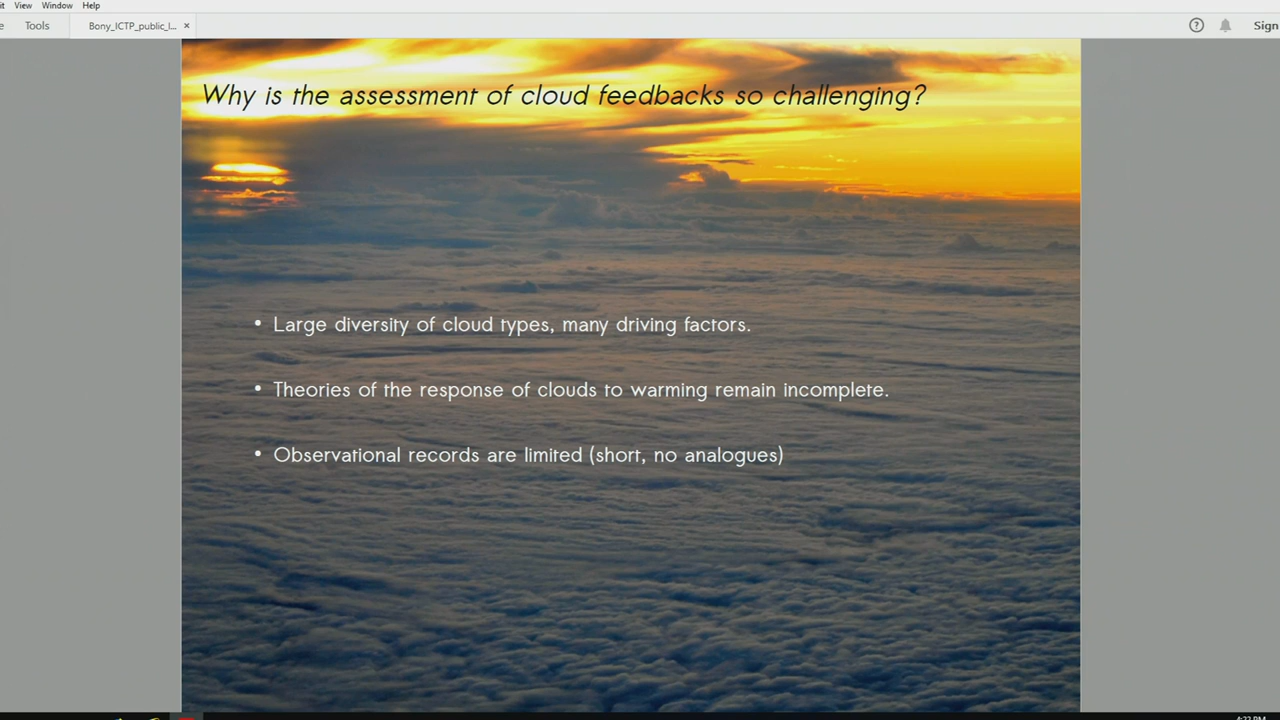 View Window Help
Tools
Bony_ICTP_public_l...
Sign
Why is the assessment of cloud feedbacks so challenging?
• Large diversity of cloud types, many driving factors.
• Theories of the response of clouds to warming remain incomplete.
• Observational records are limited (short, no analogues)